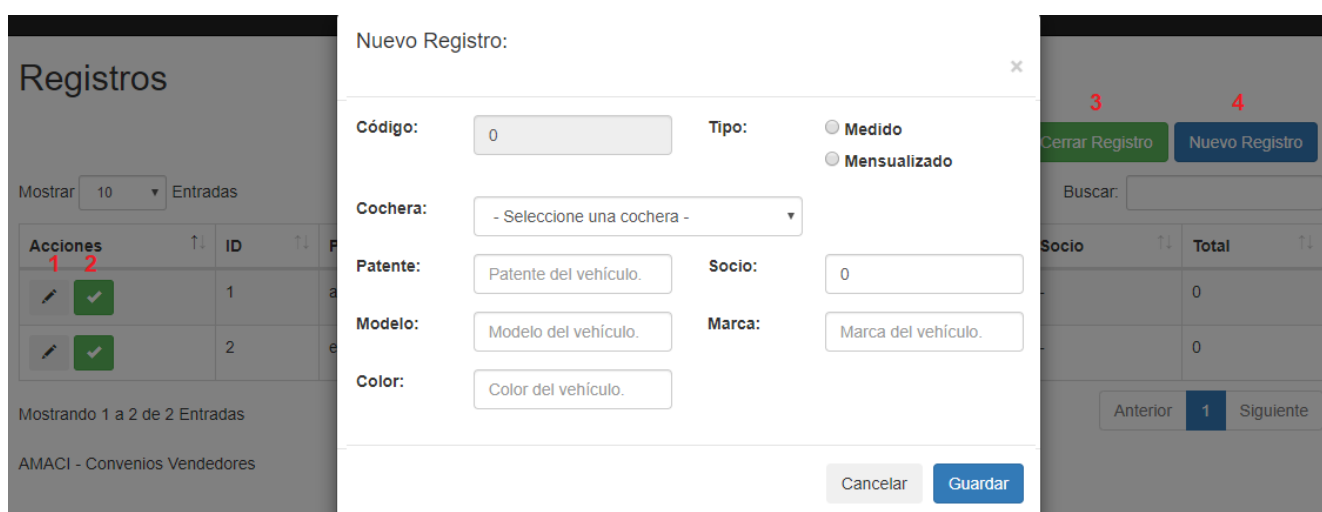 Nuevo Registro:
×
Registros
3 4
Código: 0 Tipo: Medido
Mensualizado
Cerrar Registro Nuevo Registro
Mostrar 10 Entradas Buscar:
Cochera: - Seleccione una cochera -
Acciones ID P Socio Total
1 2
Patente: Patente del vehículo. Socio: 0
1 a - 0
Modelo: Modelo del vehículo. Marca: Marca del vehículo.
2 e - 0
Color: Color del vehículo.
Mostrando 1 a 2 de 2 Entradas Anterior 1 Siguiente
AMACI - Convenios Vendedores
Cancelar Guardar